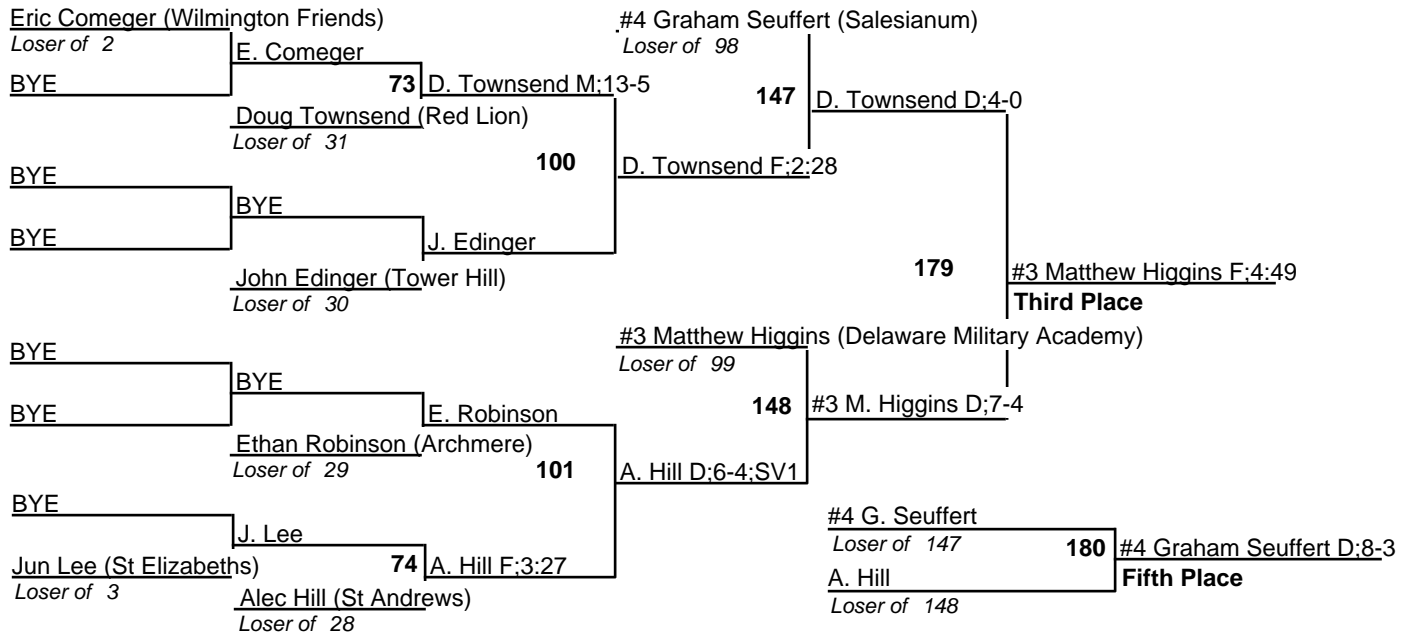 Eric Comeger (Wilmington Friends)
Loser of 2
E. Comeger
BYE
73
D. Townsend M;13-5
Doug Townsend (Red Lion)
Loser of 31
100
D. Townsend F;2:28
BYE
BYE
BYE
J. Edinger
John Edinger (Tower Hill)
Loser of 30
#4 Graham Seuffert (Salesianum)
Loser of 98
147
D. Townsend D;4-0
179
#3 Matthew Higgins F;4:49
Third Place
BYE
BYE
BYE
E. Robinson
Ethan Robinson (Archmere)
Loser of 29
101
A. Hill D;6-4;SV1
#3 Matthew Higgins (Delaware Military Academy)
Loser of 99
148
#3 M. Higgins D;7-4
BYE
J. Lee
Jun Lee (St Elizabeths)
Loser of 3
74
A. Hill F;3:27
Alec Hill (St Andrews)
Loser of 28
#4 G. Seuffert
Loser of 147
180
#4 Graham Seuffert D;8-3
Fifth Place
A. Hill
Loser of 148